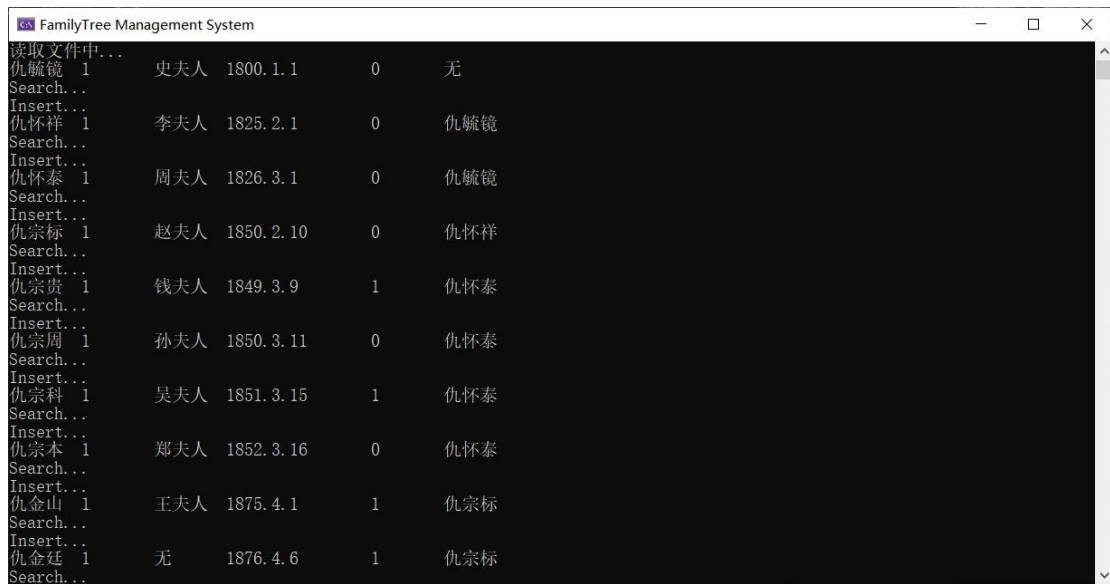 FamilyTree Management System
读取文件中...
仇毓镜 1 史夫人 1800.1.1 0 无
Search...
Insert...
仇怀祥 1 李夫人 1825.2.1 0 仇毓镜
Search...
Insert...
仇怀泰 1 周夫人 1826.3.1 0 仇毓镜
Search...
Insert...
仇宗标 1 赵夫人 1850.2.10 0 仇怀祥
Search...
Insert...
仇宗贵 1 钱夫人 1849.3.9 1 仇怀泰
Search...
Insert...
仇宗周 1 孙夫人 1850.3.11 0 仇怀泰
Search...
Insert...
仇宗科 1 吴夫人 1851.3.15 1 仇怀泰
Search...
Insert...
仇宗本 1 郑夫人 1852.3.16 0 仇怀泰
Search...
Insert...
仇金山 1 王夫人 1875.4.1 1 仇宗标
Search...
Insert...
仇金廷 1 无 1876.4.6 1 仇宗标
Search...